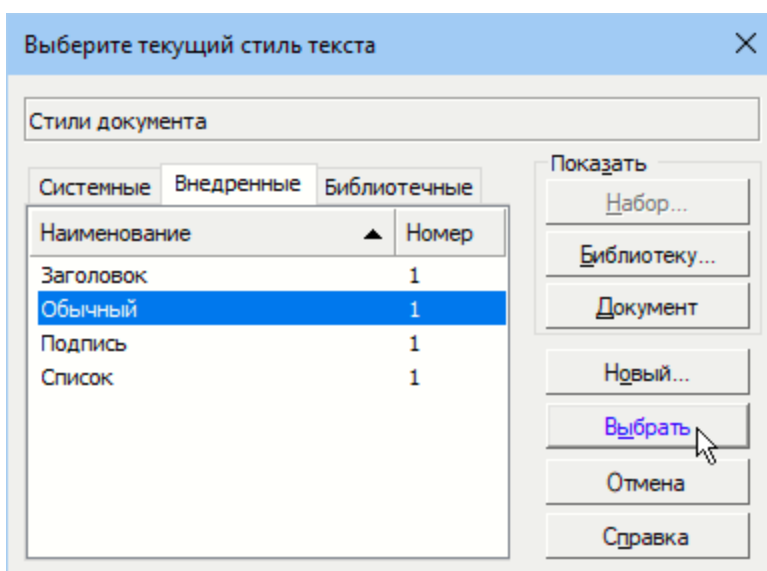 Выберите текущий стиль текста
Стили документа
Системные Внедренные Библиотечные
Наименование Номер
Заголовок 1
Обычный 1
Подпись 1
Список 1
Показать
Набор...
Библиотеку...
Документ
Новый...
Выбрать
Отмена
Справка